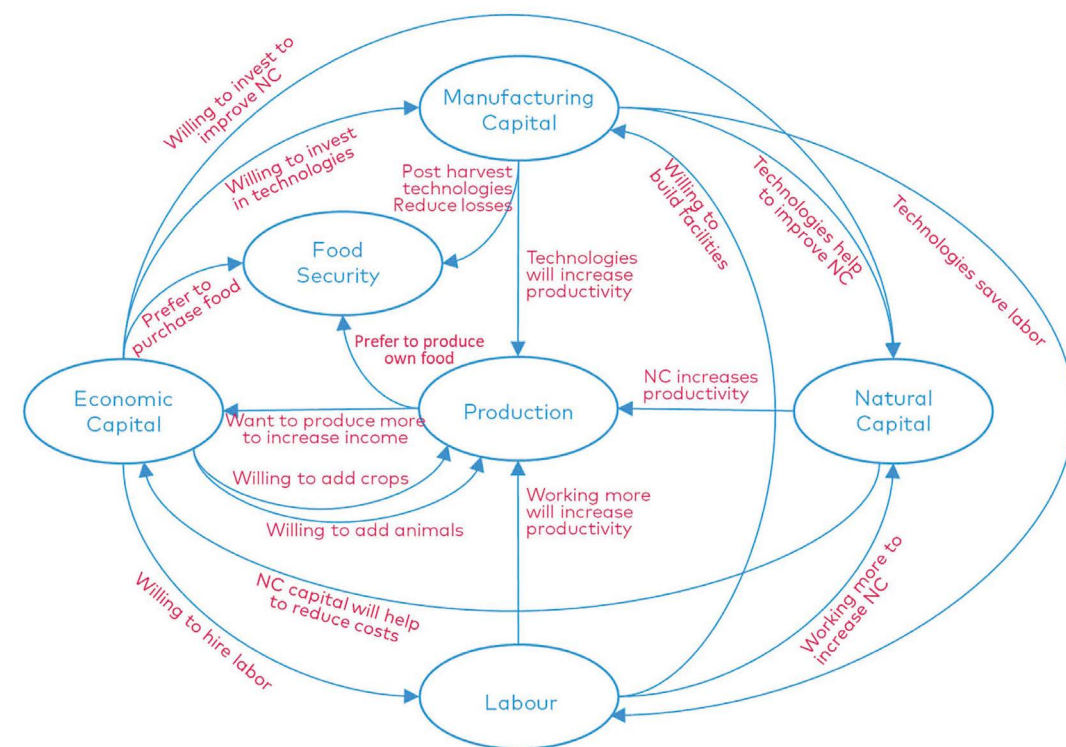 Willing to invest to
improve NC
Manufacturing
Capital
Willing to invest
in technologies
Post harvest
technologies
Reduce losses
Willing to
build facilities
Technologies help
to improve NC
Technologies save labor
Food
Security
Technologies
will increase
productivity
Prefer to
purchase food
Prefer to produce
own food
NC increases
productivity
Economic
Capital
Production
Natural
Capital
Want to produce more
to increase income
Willing to add crops
Willing to add animals
Working more
will increase
productivity
NC capital will help
to reduce costs
Willing to hire labor
Working more to
increase NC
Labour